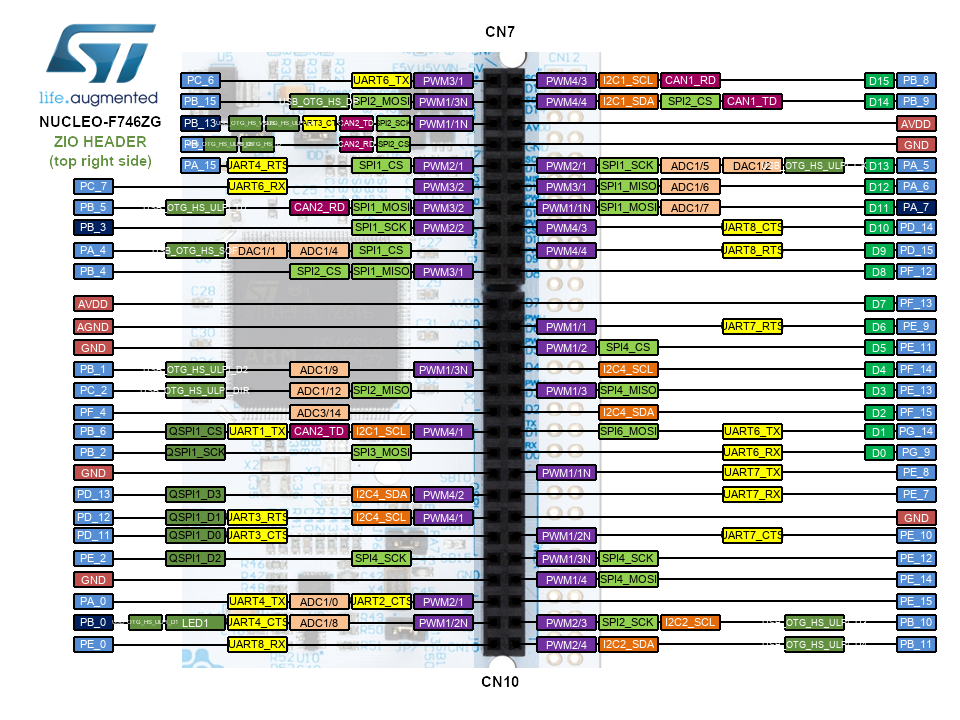 CN7
life.augmented
NUCLEO-F746ZG
ZIO HEADER
(top right side)
PC_6 UART6_TX PWM3/1 PWM4/3 I2C1_SCL CAN1_RD D15 PB_8
PB_15 SPI2_MOSI PWM1/3N PWM4/4 I2C1_SDA SPI2_CS CAN1_TD D14 PB_9
PB_13 CAN2_TD PWM1/1N AVDD
CAN2_RD SPI2_CS GND
PA_15 UART4_RTS SPI1_CS PWM2/1 PWM2/1 SPI1_SCK ADC1/5 D13 PA_5
PC_7 UART6_RX PWM3/2 PWM3/1 SPI1_MISO ADC1/6 D12 PA_6
PB_5 CAN2_RD SPI1_MOSI PWM3/2 PWM1/1N SPI1_MOSI ADC1/7 D11 PA_7
PB_3 SPI1_SCK PWM2/2 PWM4/3 UART8_CTS D10 PD_14
PA_4 DAC1/1 ADC1/4 SPI1_CS PWM4/4 UART8_RTS D9 PD_15
PB_4 SPI2_CS SPI1_MISO PWM3/1 D8 PF_12
AVDD D7 PF_13
AGND PWM1/1 UART7_RTS D6 PE_9
GND PWM1/2 SPI4_CS D5 PE_11
PB_1 USB_OTG_HS_ULPI_D2 ADC1/9 PWM1/3N I2C4_SCL D4 PF_14
PC_2 ADC1/12 SPI2_MISO PWM1/3 SPI4_MISO D3 PE_13
PF_4 ADC3/14 I2C4_SDA D2 PF_15
PB_6 QSPI1_CS UART1_TX CAN2_TD I2C1_SCL PWM4/1 SPI6_MOSI UART6_TX D1 PG_14
PB_2 QSPI1_SCK SPI3_MOSI UART6_RX D0 PG_9
GND PWM1/1N UART7_TX PE_8
PD_13 QSPI1_D3 I2C4_SDA PWM4/2 UART7_RX PE_7
PD_12 QSPI1_D1 UART3_RTS I2C4_SCL PWM4/1 GND
PD_11 QSPI1_D0 UART3_CTS PWM1/2N UART7_CTS PE_10
PE_2 QSPI1_D2 SPI4_SCK PWM1/3N SPI4_SCK PE_12
GND PWM1/4 SPI4_MOSI PE_14
PA_0 UART4_TX ADC1/0 UART2_CTS PWM2/1 PE_15
PB_0 LED1 UART4_CTS ADC1/8 PWM1/2N PWM2/3 SPI2_SCK I2C2_SCL PB_10
PE_0 UART8_RX PWM2/4 I2C2_SDA PB_11
CN10